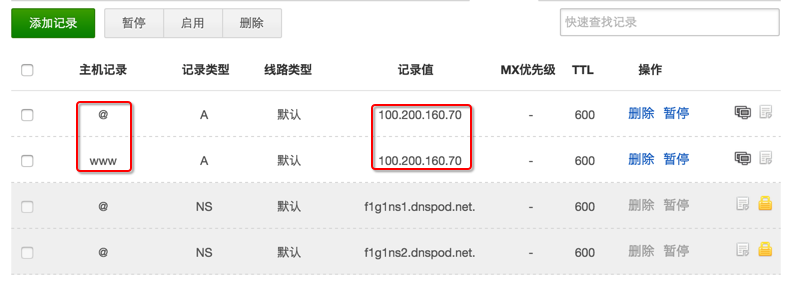 添加记录 暂停 启用 删除 快速查找记录
主机记录 记录类型 线路类型 记录值 MX优先级 TTL 操作
@ A 默认 100.200.160.70 - 600 删除 暂停
www A 默认 100.200.160.70 - 600 删除 暂停
@ NS 默认 f1g1ns1.dnspod.net. - 600 删除 暂停
@ NS 默认 f1g1ns2.dnspod.net. - 600 删除 暂停